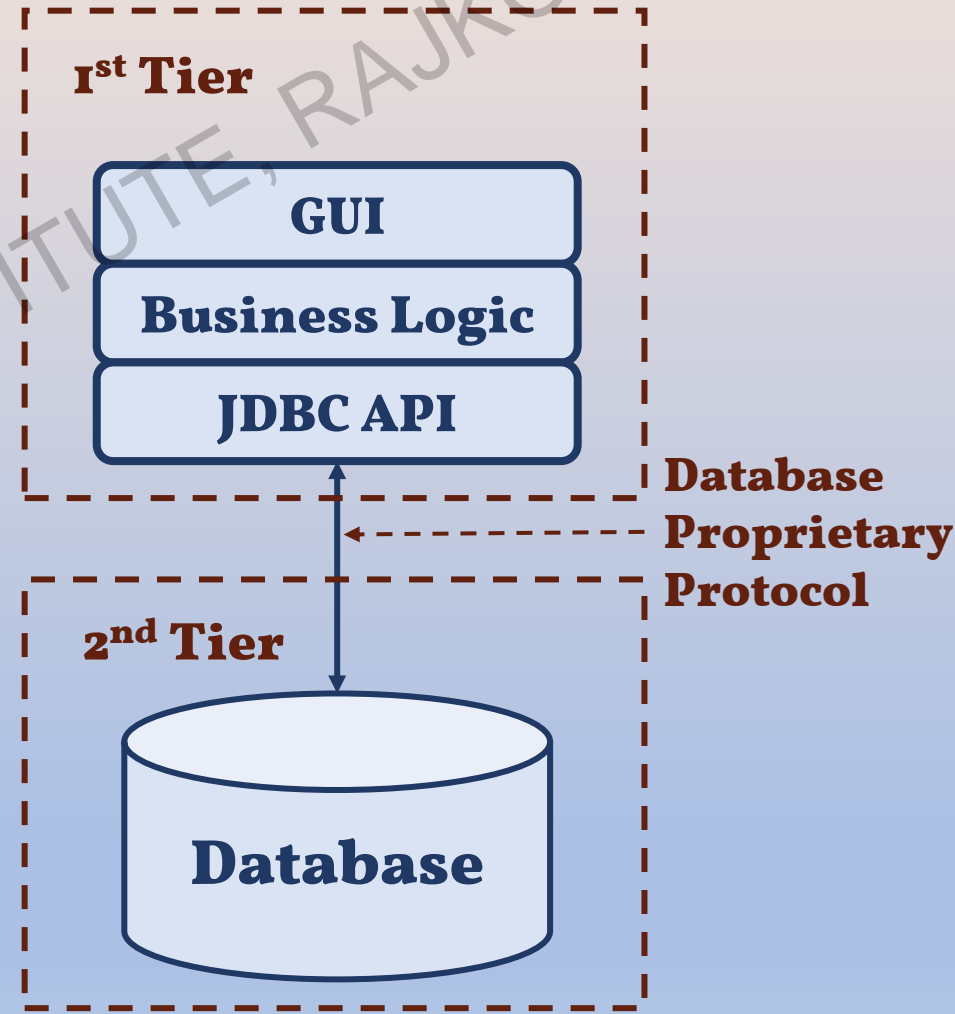 1st Tier
GUI
Business Logic
JDBC API
Database
Proprietary
Protocol
2nd Tier
Database